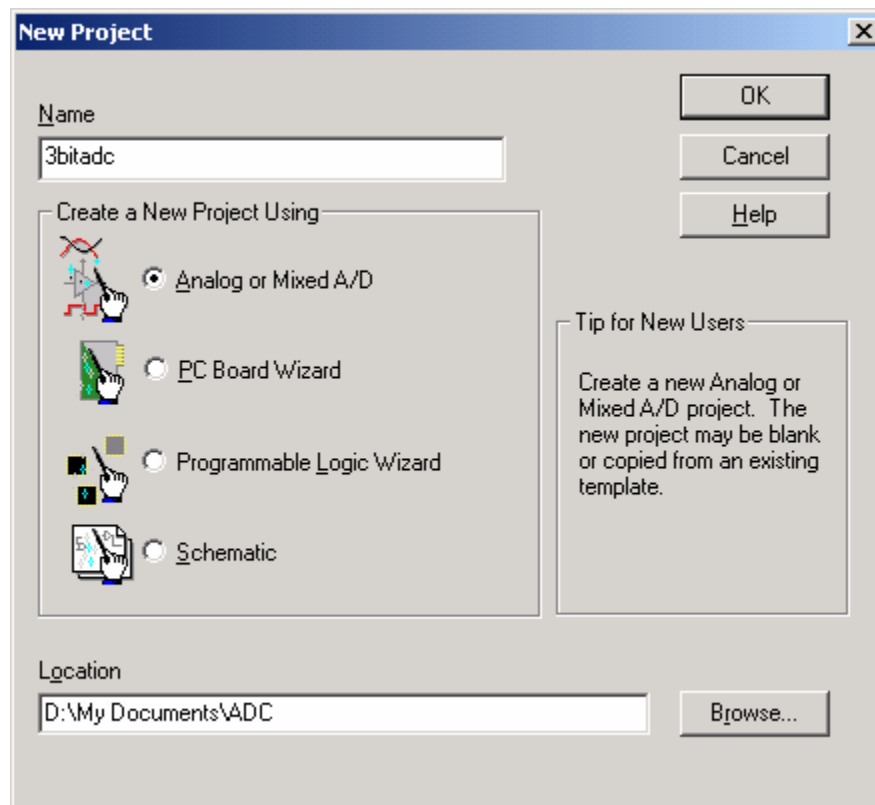 New Project
Name
3bitadc
OK
Cancel
Help
Create a New Project Using
Analog or Mixed A/D
PC Board Wizard
Programmable Logic Wizard
Schematic
Tip for New Users
Create a new Analog or
Mixed A/D project. The
new project may be blank
or copied from an existing
template.
Location
D:\My Documents\ADC
Browse...